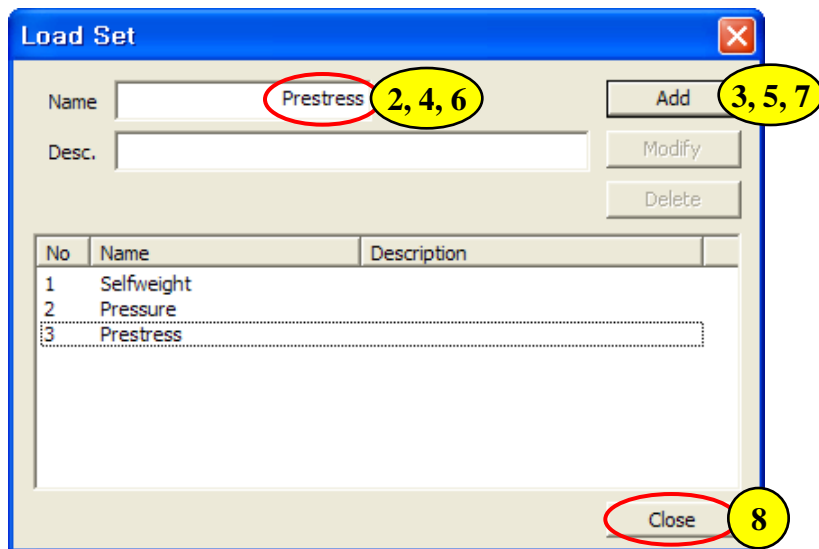 Load Set
Name Prestress 2, 4, 6 Add 3, 5, 7
Desc. Modify
Delete
No Name Description
1 Selfweight
2 Pressure
3 Prestress
Close 8